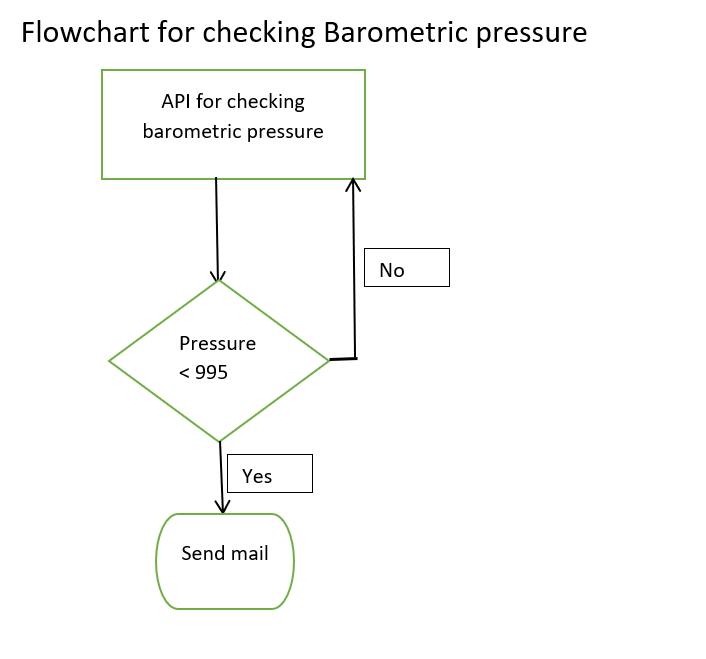 Flowchart for checking Barometric pressure
API for checking
barometric pressure
No
Pressure
< 995
Yes
Send mail